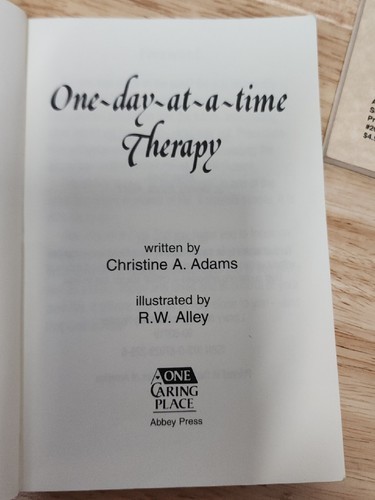 One~day~at~a~time
Therapy
written by
Christine A. Adams
illustrated by
R.W. Alley
ONE
CARING
PLACE
Abbey Press